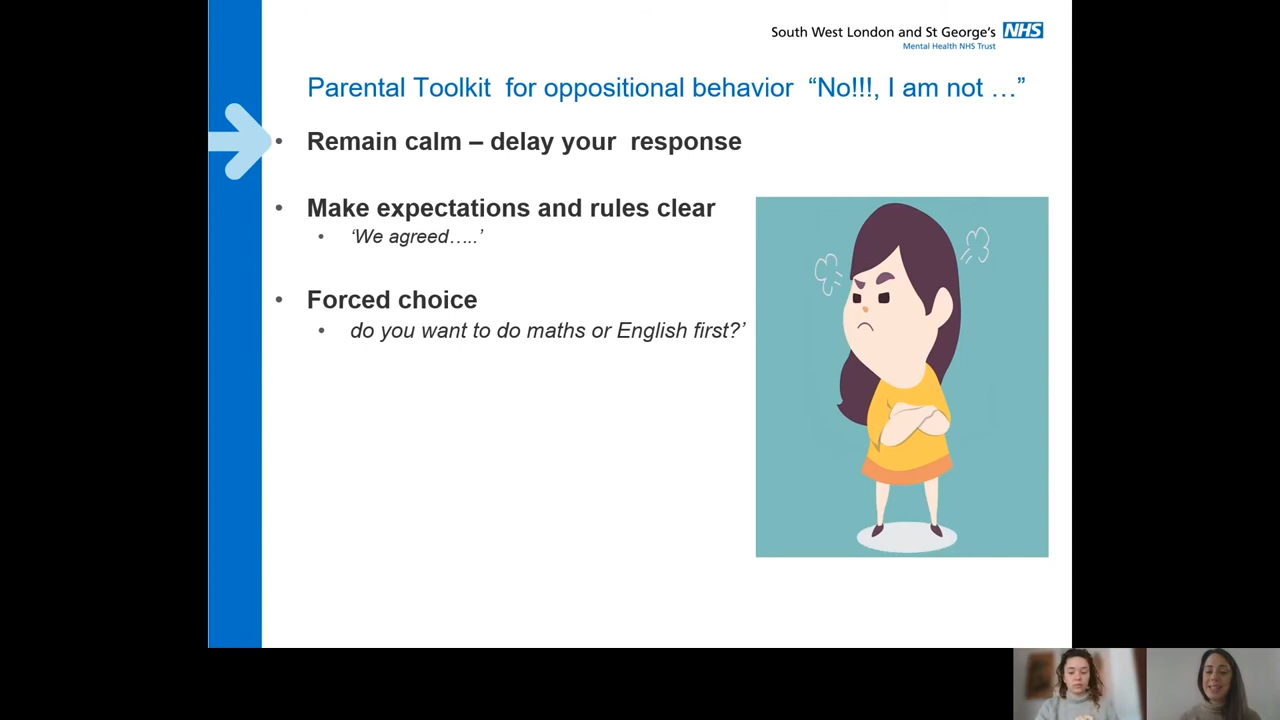 South West London and St George's NHS
Mental Health NHS Trust
Parental Toolkit for oppositional behavior “No!!!, I am not …”
• Remain calm – delay your response
• Make expectations and rules clear
• ‘We agreed…..’
• Forced choice
• do you want to do maths or English first?’